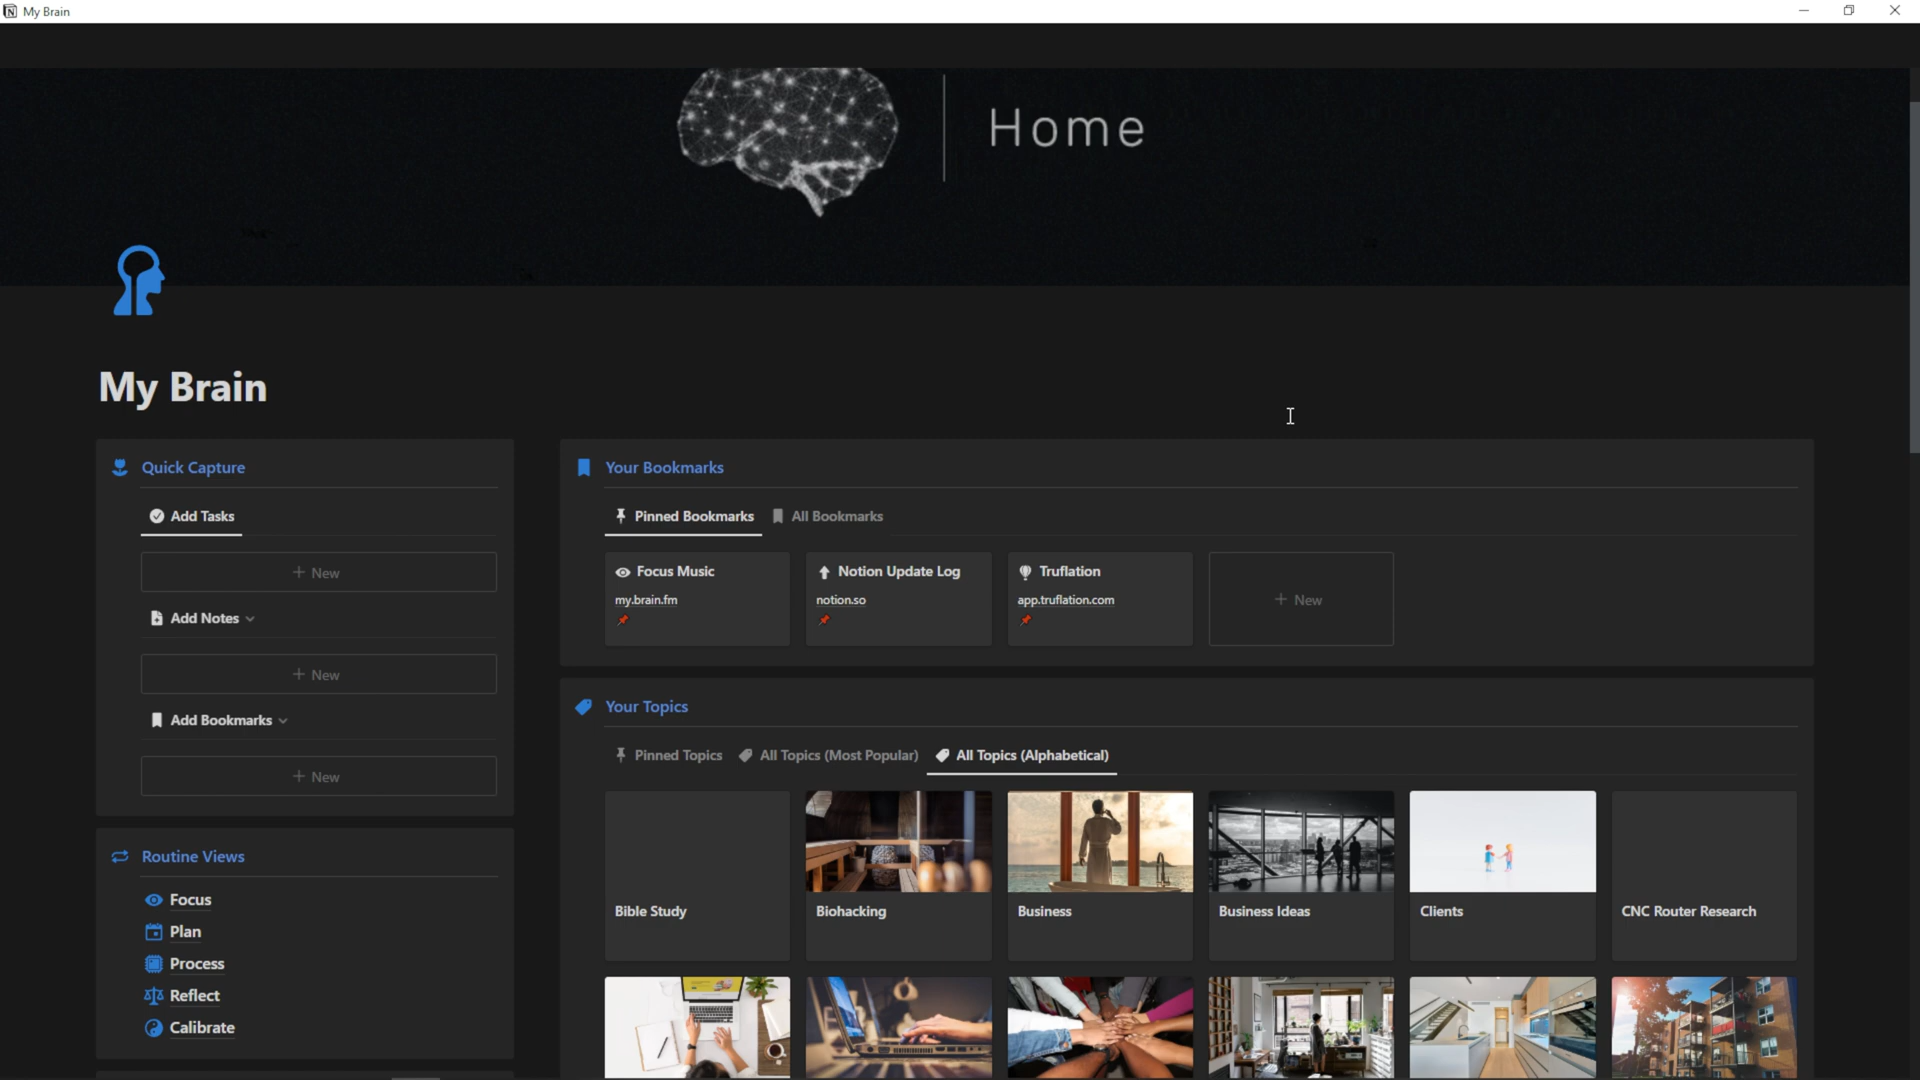 My Brain
Home
My Brain
Quick Capture
Add Tasks
+ New
Add Notes
+ New
Add Bookmarks
+ New
Routine Views
Focus
Plan
Process
Reflect
Calibrate
Your Bookmarks
Pinned Bookmarks All Bookmarks
Focus Music
my.brain.fm
Notion Update Log
notion.so
Truflation
app.truflation.com
+ New
Your Topics
Pinned Topics All Topics (Most Popular) All Topics (Alphabetical)
Bible Study
Biohacking
Business
Business Ideas
Clients
CNC Router Research